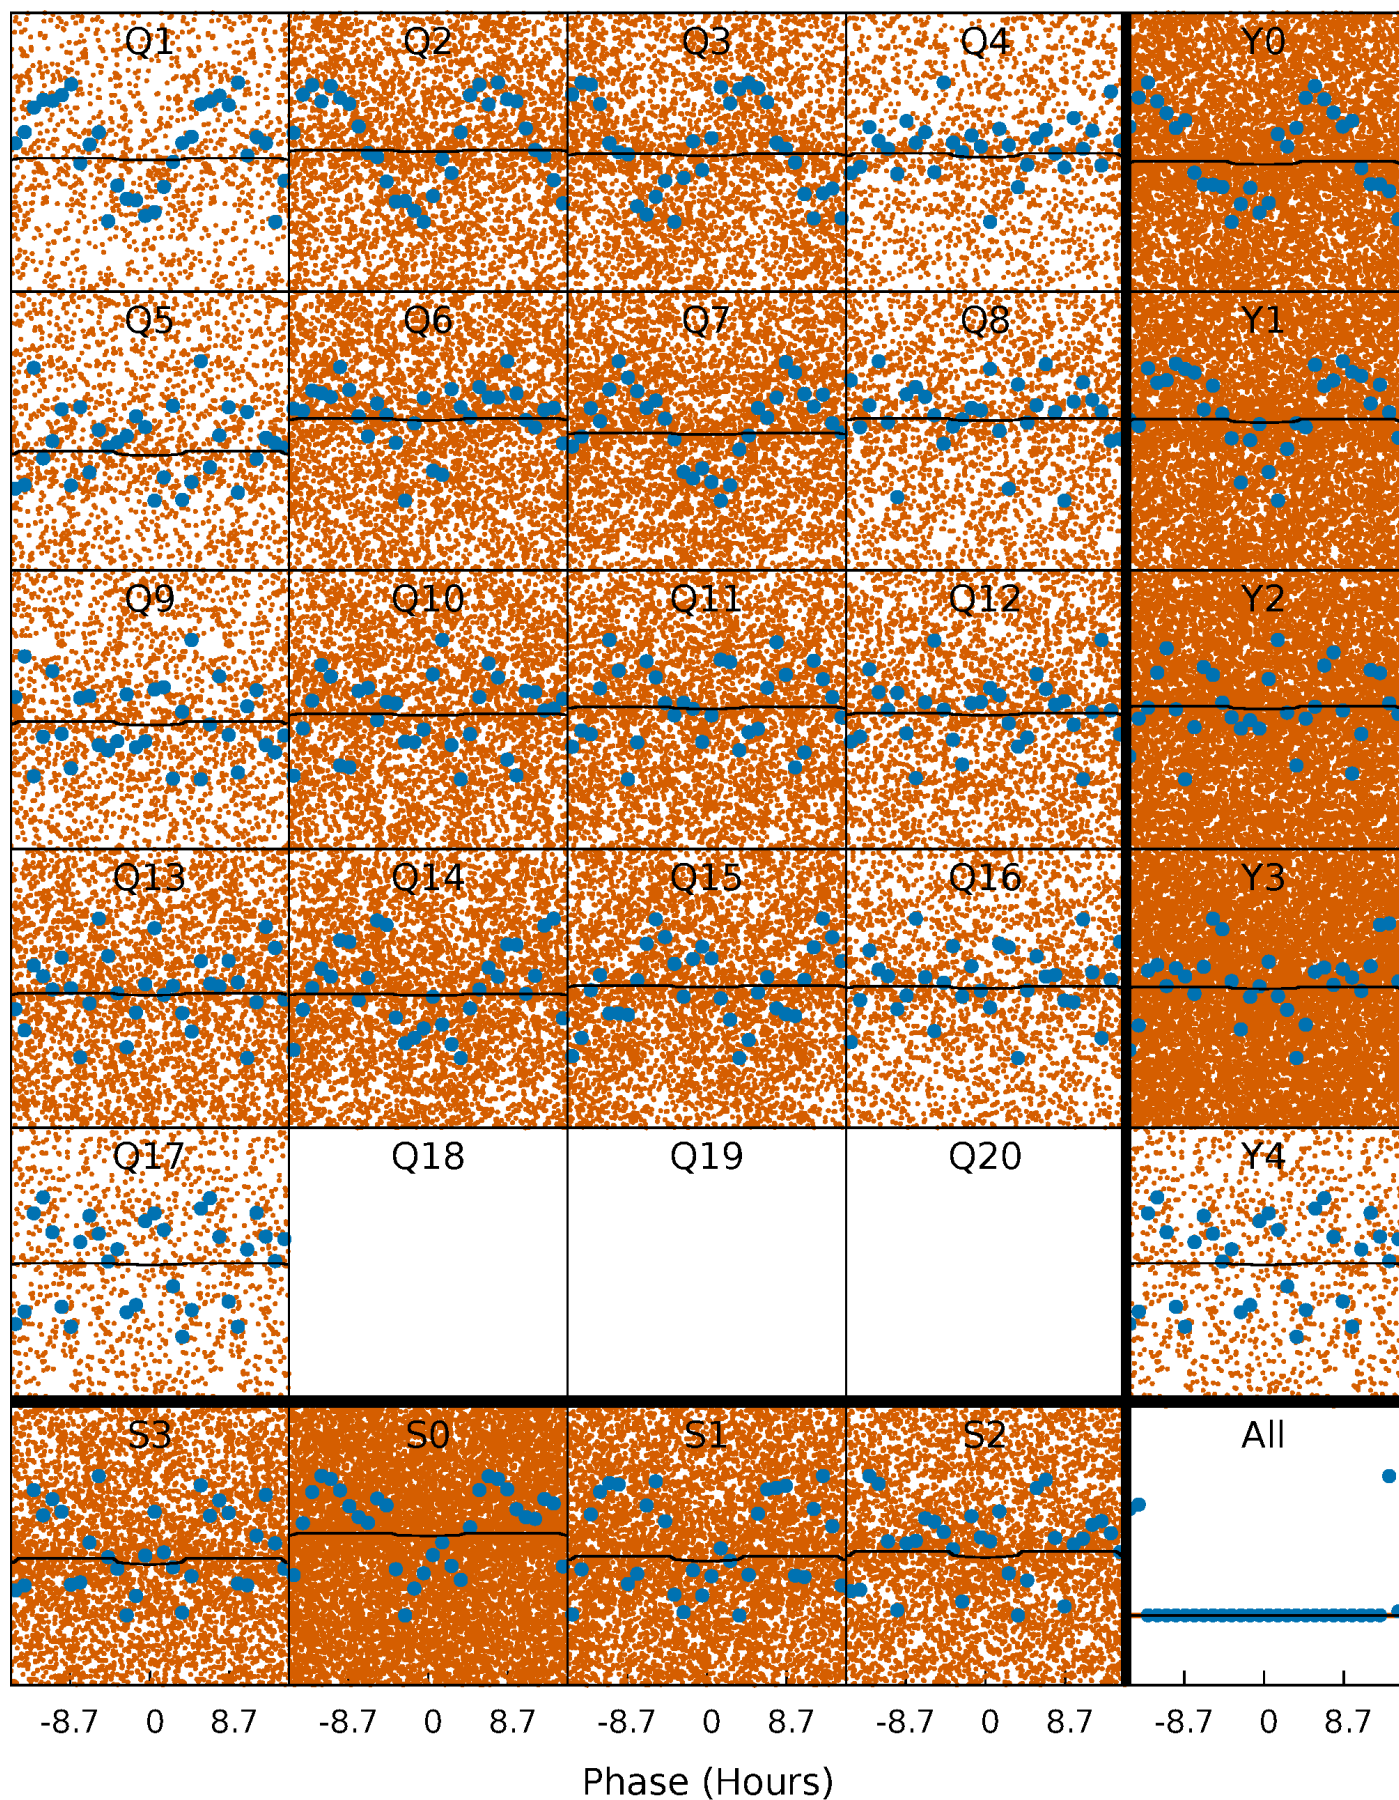 Q1 Q2 Q3 Q4 Y0
Q5 Q6 Q7 Q8 Y1
Q9 Q10 Q11 Q12 Y2
Q13 Q14 Q15 Q16 Y3
Q17 Q18 Q19 Q20 Y4
S3 S0 S1 S2 All
-8.7 0 8.7 -8.7 0 8.7 -8.7 0 8.7 -8.7 0 8.7 -8.7 0 8.7
Phase (Hours)